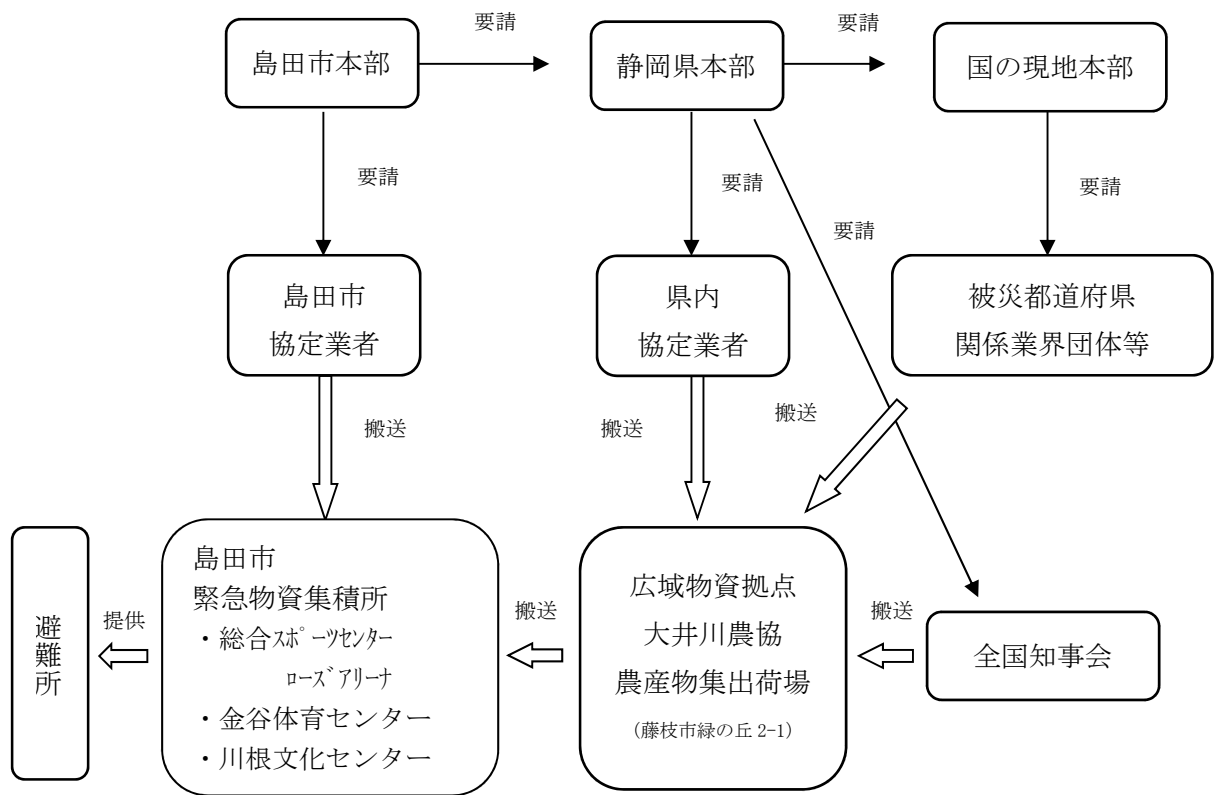 要請
要請
島田市本部
静岡県本部
国の現地本部
要請
要請
要請
要請
島田市
協定業者
県内
協定業者
被災都道府県
関係業界団体等
搬送
搬送
搬送
避難所
提供
島田市
緊急物資集積所
・総合スポーツセンター
ローズアリーナ
・金谷体育センター
・川根文化センター
搬送
広域物資拠点
大井川農協
農産物集出荷場
(藤枝市緑の丘 2-1)
搬送
全国知事会